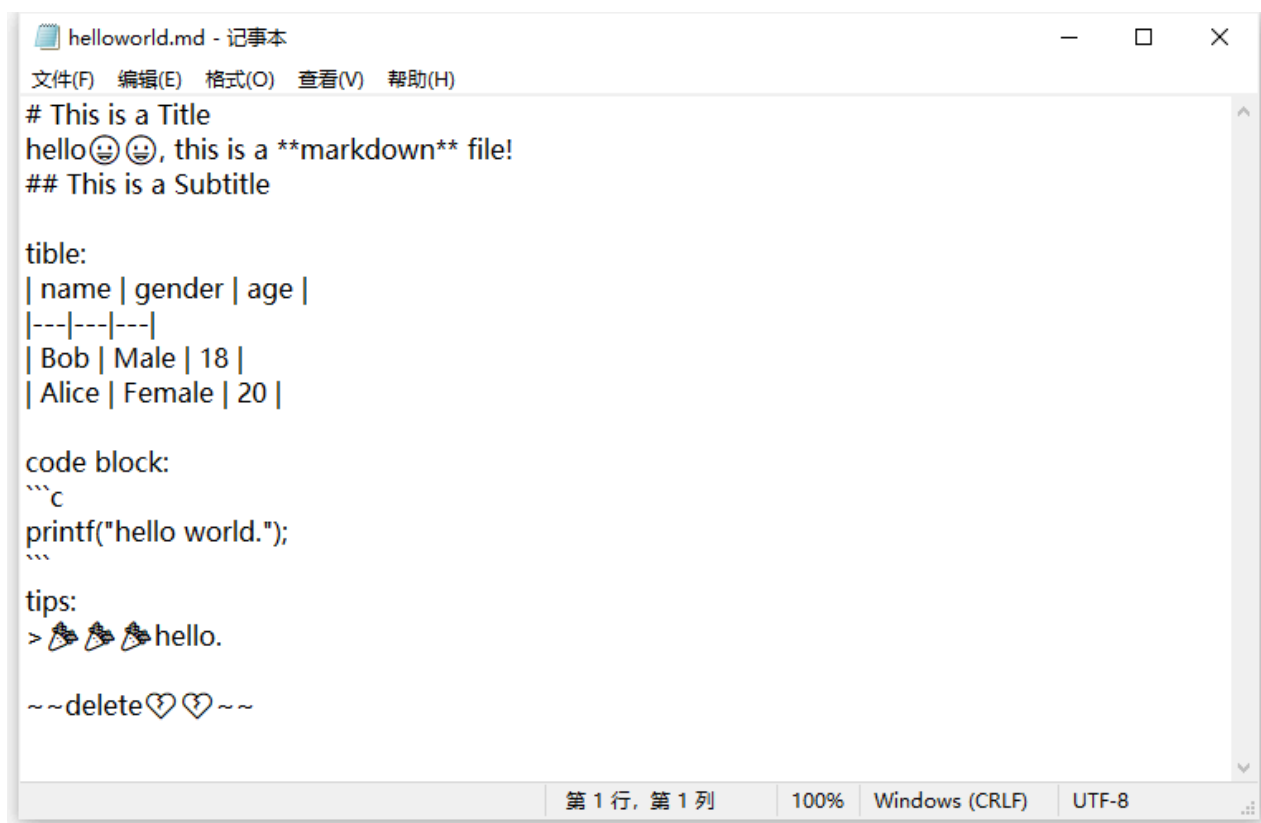 helloworld.md - 记事本
文件(F) 编辑(E) 格式(O) 查看(V) 帮助(H)
# This is a Title
hello😀😀, this is a **markdown** file!
## This is a Subtitle
tible:
| name | gender | age |
|---|---|---|
| Bob | Male | 18 |
| Alice | Female | 20 |
code block:
```c
printf("hello world.");
```
tips:
>🎉🎉🎉hello.
~~delete💔💔~~
第 1 行, 第 1 列 100% Windows (CRLF) UTF-8